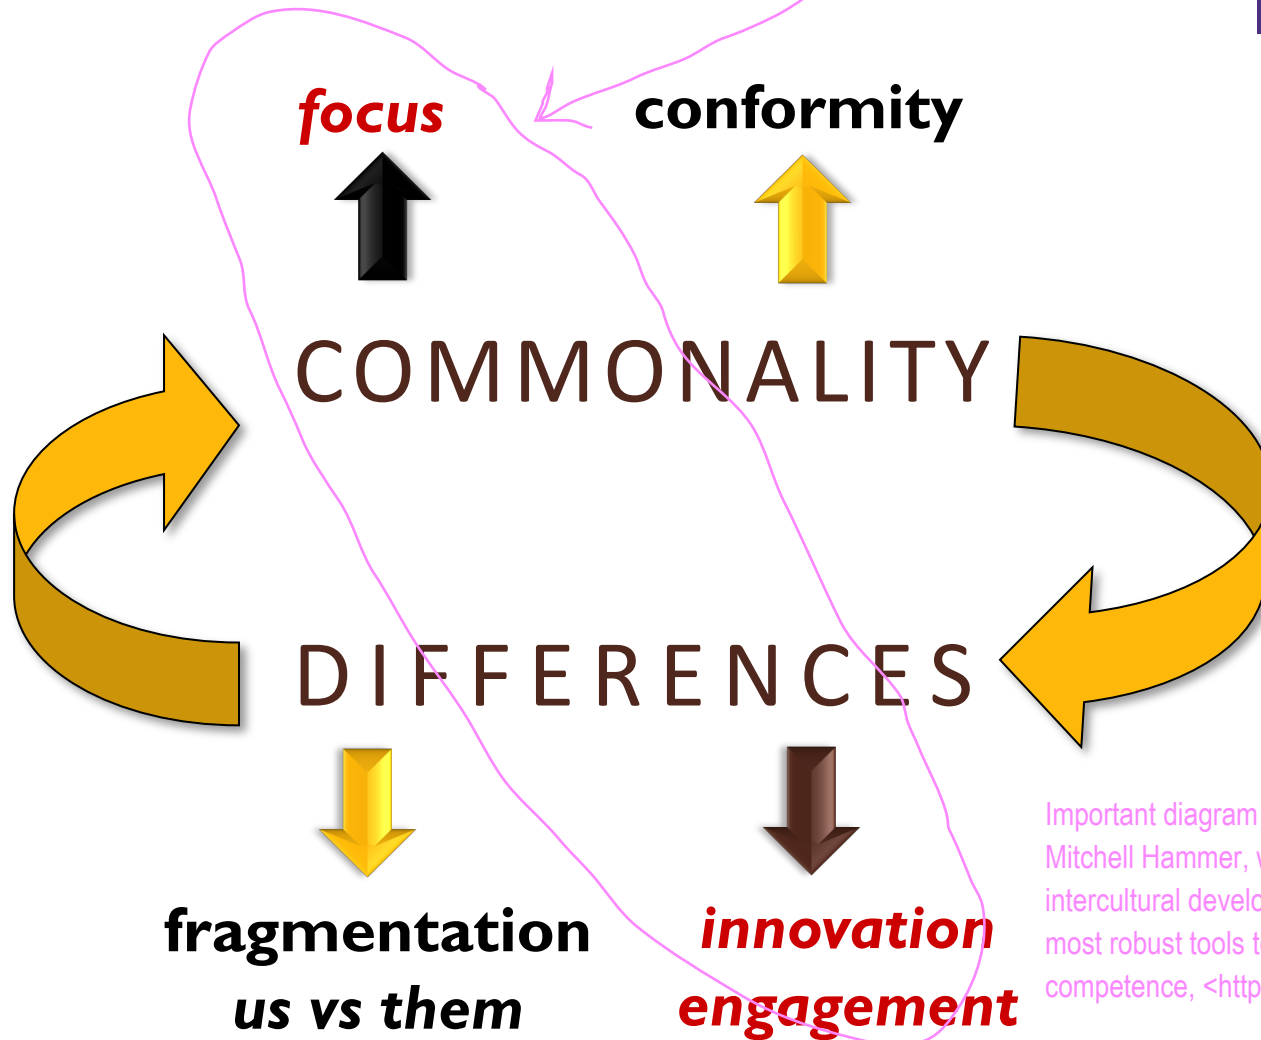 focus conformity
COMMONALITY
DIFFERENCES
fragmentation innovation
us vs them engagement
Important diagram
Mitchell Hammer,
intercultural
most robust tools
competence, <http